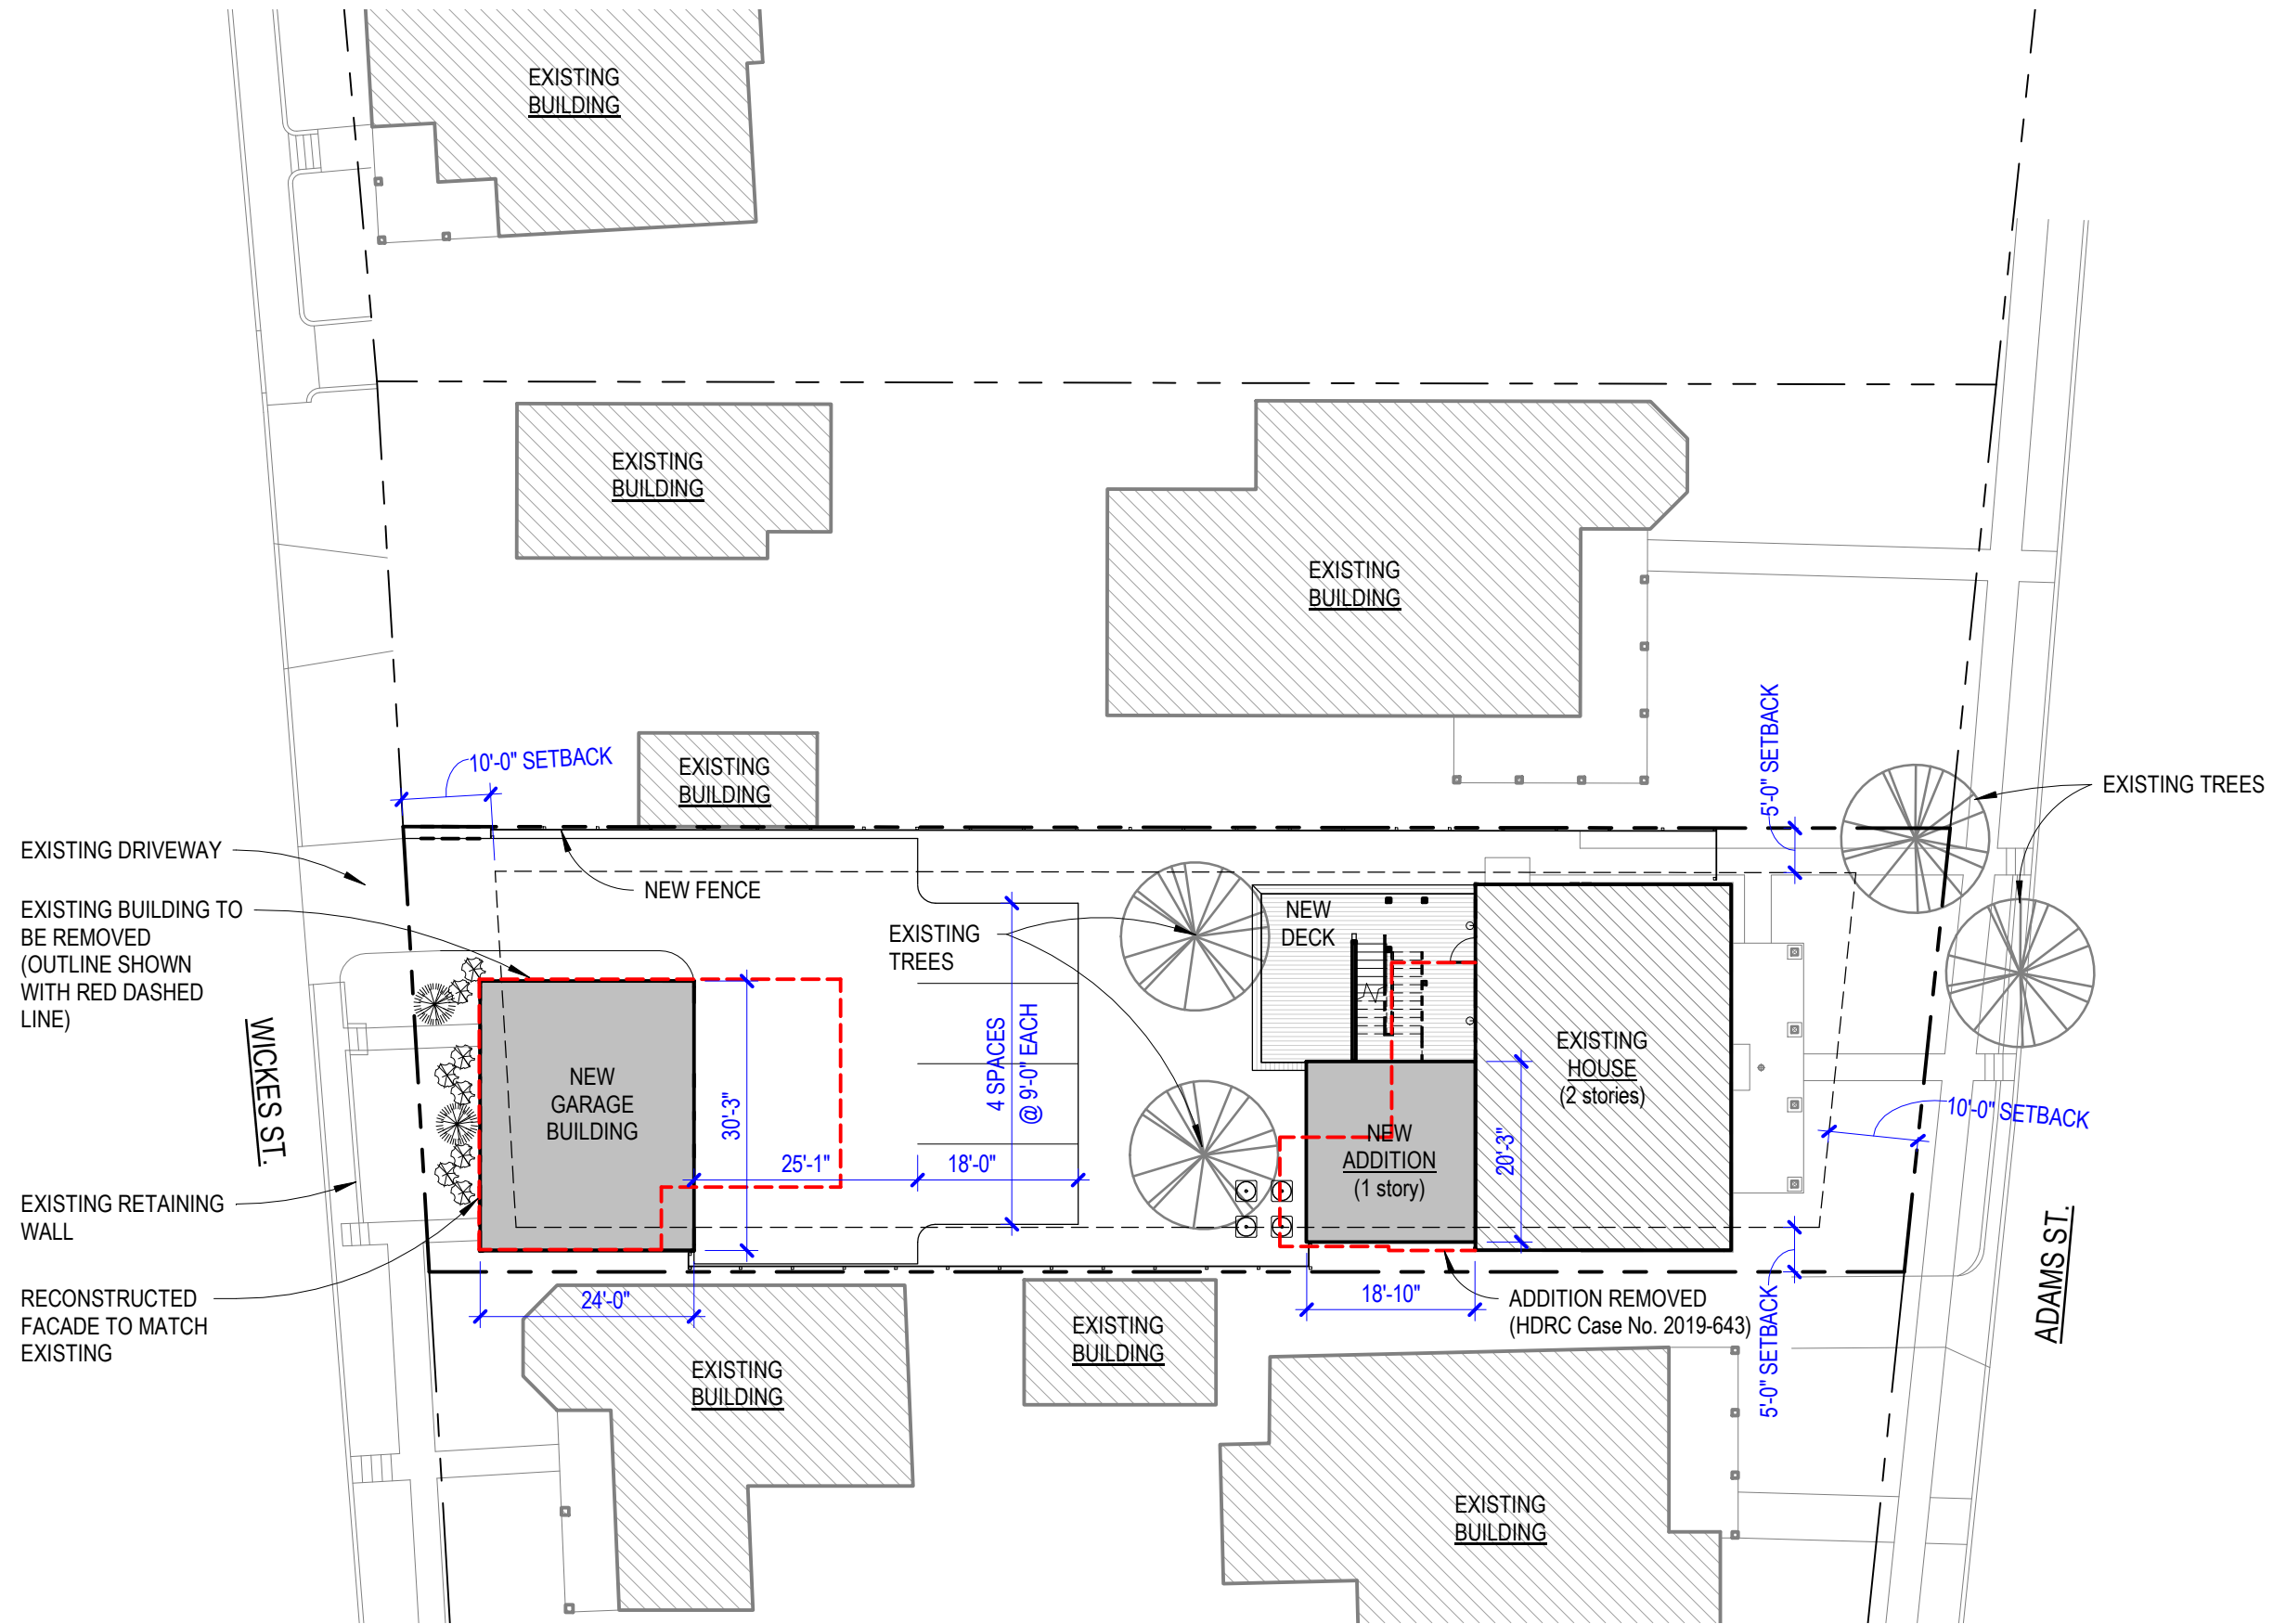 EXISTING
BUILDING
EXISTING
BUILDING
EXISTING
BUILDING
10'-0" SETBACK
EXISTING
BUILDING
5'-0" SETBACK
EXISTING TREES
EXISTING DRIVEWAY
NEW FENCE
EXISTING BUILDING TO
BE REMOVED
(OUTLINE SHOWN
WITH RED DASHED
LINE)
EXISTING
TREES
NEW
DECK
WICKES ST.
NEW
GARAGE
BUILDING
30'-3"
25'-1"
18'-0"
4 SPACES
@ 9'-0" EACH
EXISTING
HOUSE
(2 stories)
NEW
ADDITION
(1 story)
20'-3"
10'-0" SETBACK
EXISTING RETAINING
WALL
ADAMS ST.
RECONSTRUCTED
FACADE TO MATCH
EXISTING
24'-0"
18'-10"
ADDITION REMOVED
(HDRC Case No. 2019-643)
5'-0" SETBACK
EXISTING
BUILDING
EXISTING
BUILDING
EXISTING
BUILDING